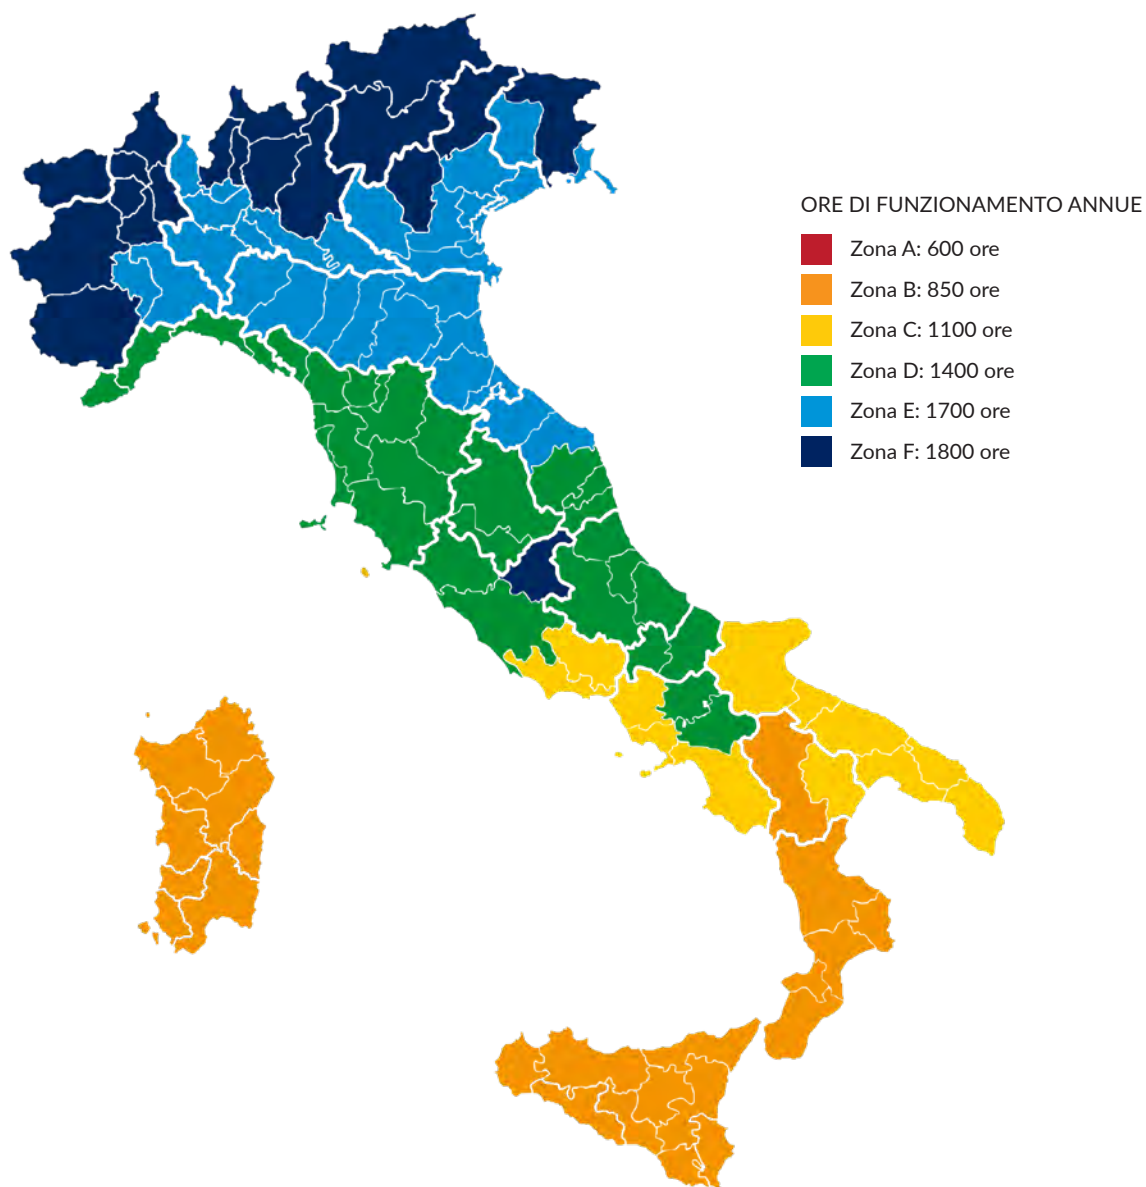 ORE DI FUNZIONAMENTO ANNUE
Zona A: 600 ore
Zona B: 850 ore
Zona C: 1100 ore
Zona D: 1400 ore
Zona E: 1700 ore
Zona F: 1800 ore